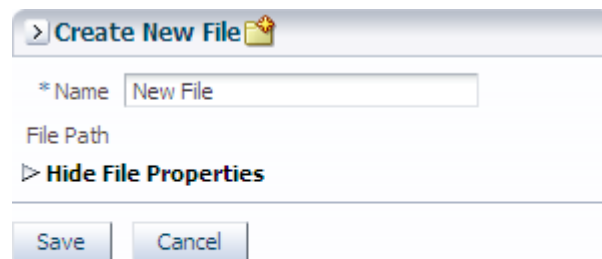 Create New File
* Name New File
File Path
Hide File Properties
Save Cancel